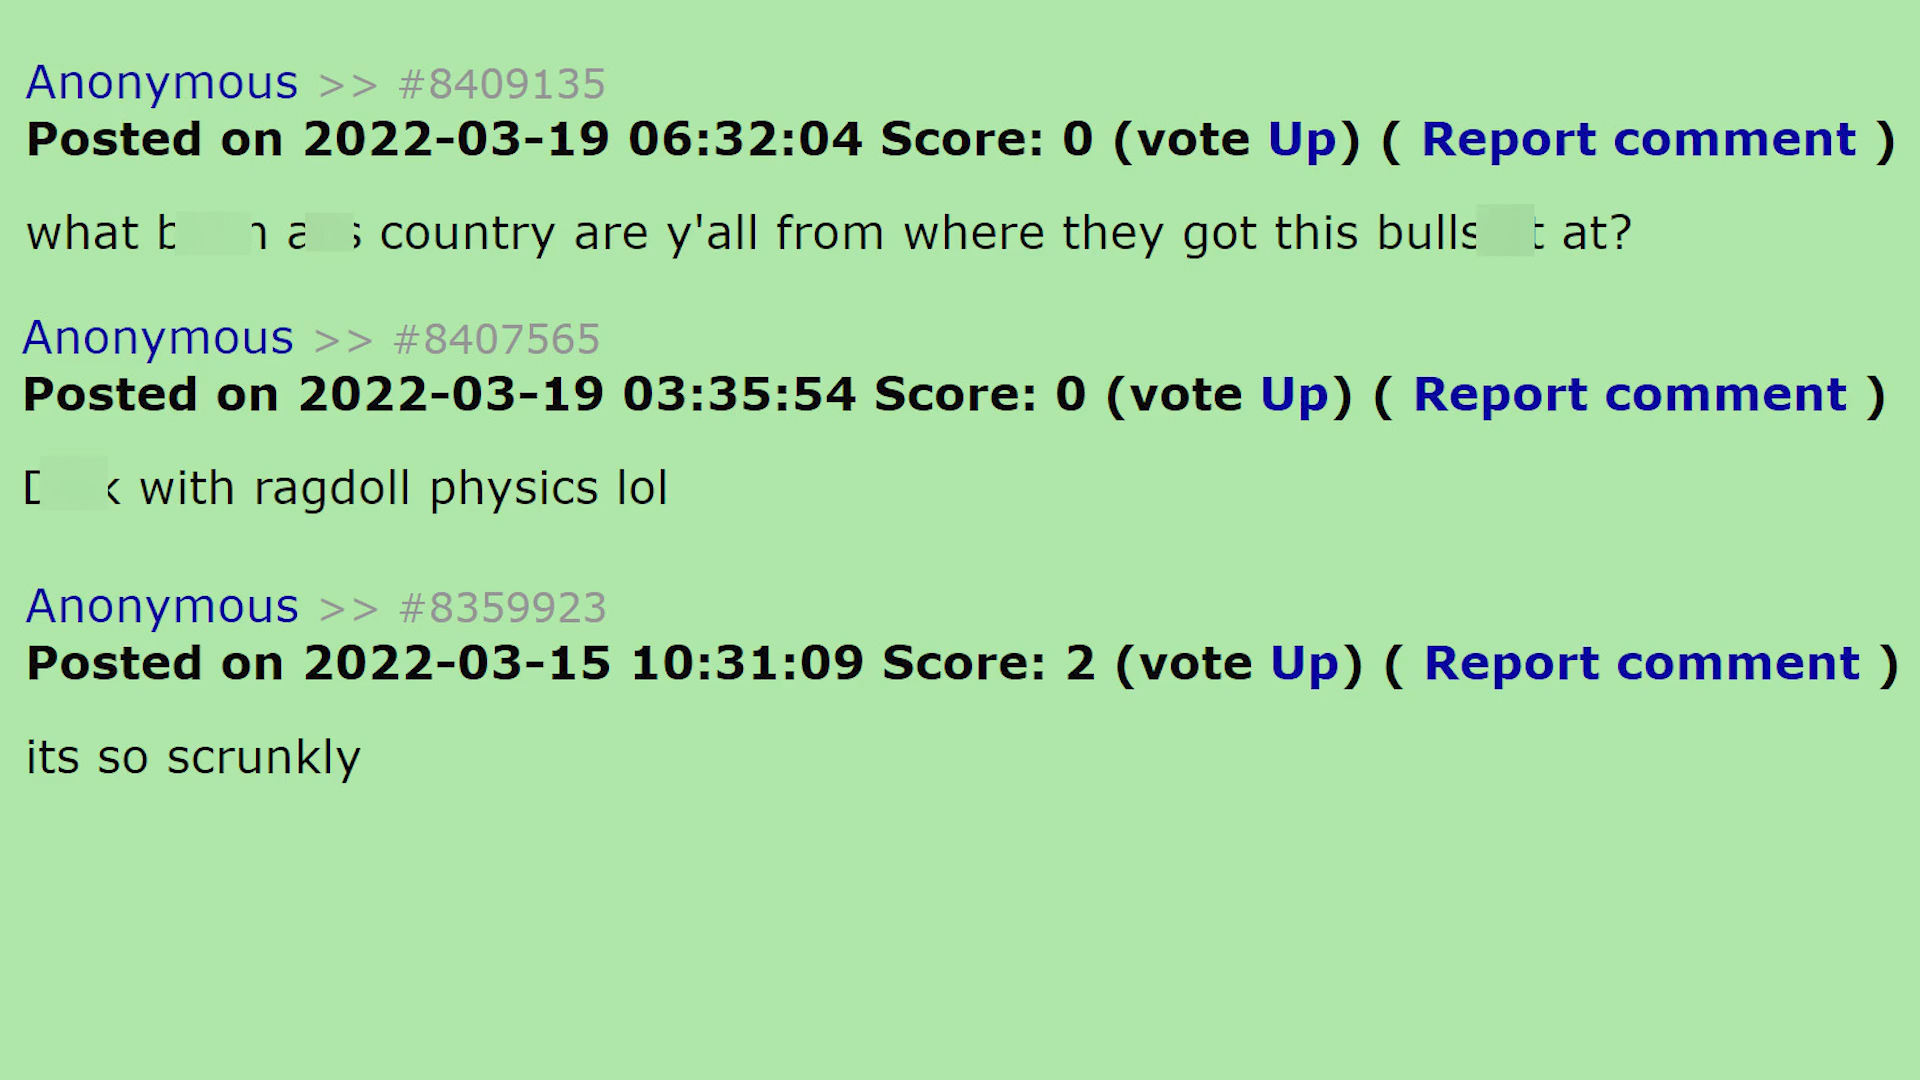 Anonymous >> #8409135
Posted on 2022-03-19 06:32:04 Score: 0 (vote Up) ( Report comment )
what country are y'all from where they got this at?
Anonymous >> #8407565
Posted on 2022-03-19 03:35:54 Score: 0 (vote Up) ( Report comment )
with ragdoll physics lol
Anonymous >> #8359923
Posted on 2022-03-15 10:31:09 Score: 2 (vote Up) ( Report comment )
its so scrunkly